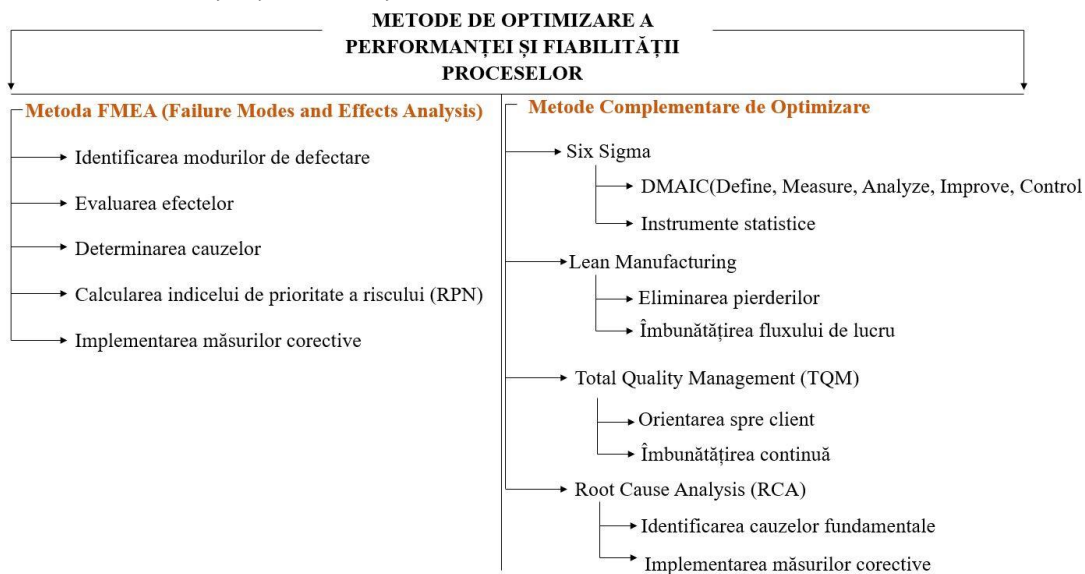 METODE DE OPTIMIZARE A
PERFORMANȚEI ȘI FIABILITĂȚII
PROCESELOR
Metoda FMEA (Failure Modes and Effects Analysis)
Identificarea modurilor de defectare
Evaluarea efectelor
Determinarea cauzelor
Calcularea indicelui de prioritate a riscului (RPN)
Implementarea măsurilor corective
Metode Complementare de Optimizare
Six Sigma
DMAIC(Define, Measure, Analyze, Improve, Control
Instrumente statistice
Lean Manufacturing
Eliminarea pierderilor
Îmbunătățirea fluxului de lucru
Total Quality Management (TQM)
Orientarea spre client
Îmbunătățirea continuă
Root Cause Analysis (RCA)
Identificarea cauzelor fundamentale
Implementarea măsurilor corective